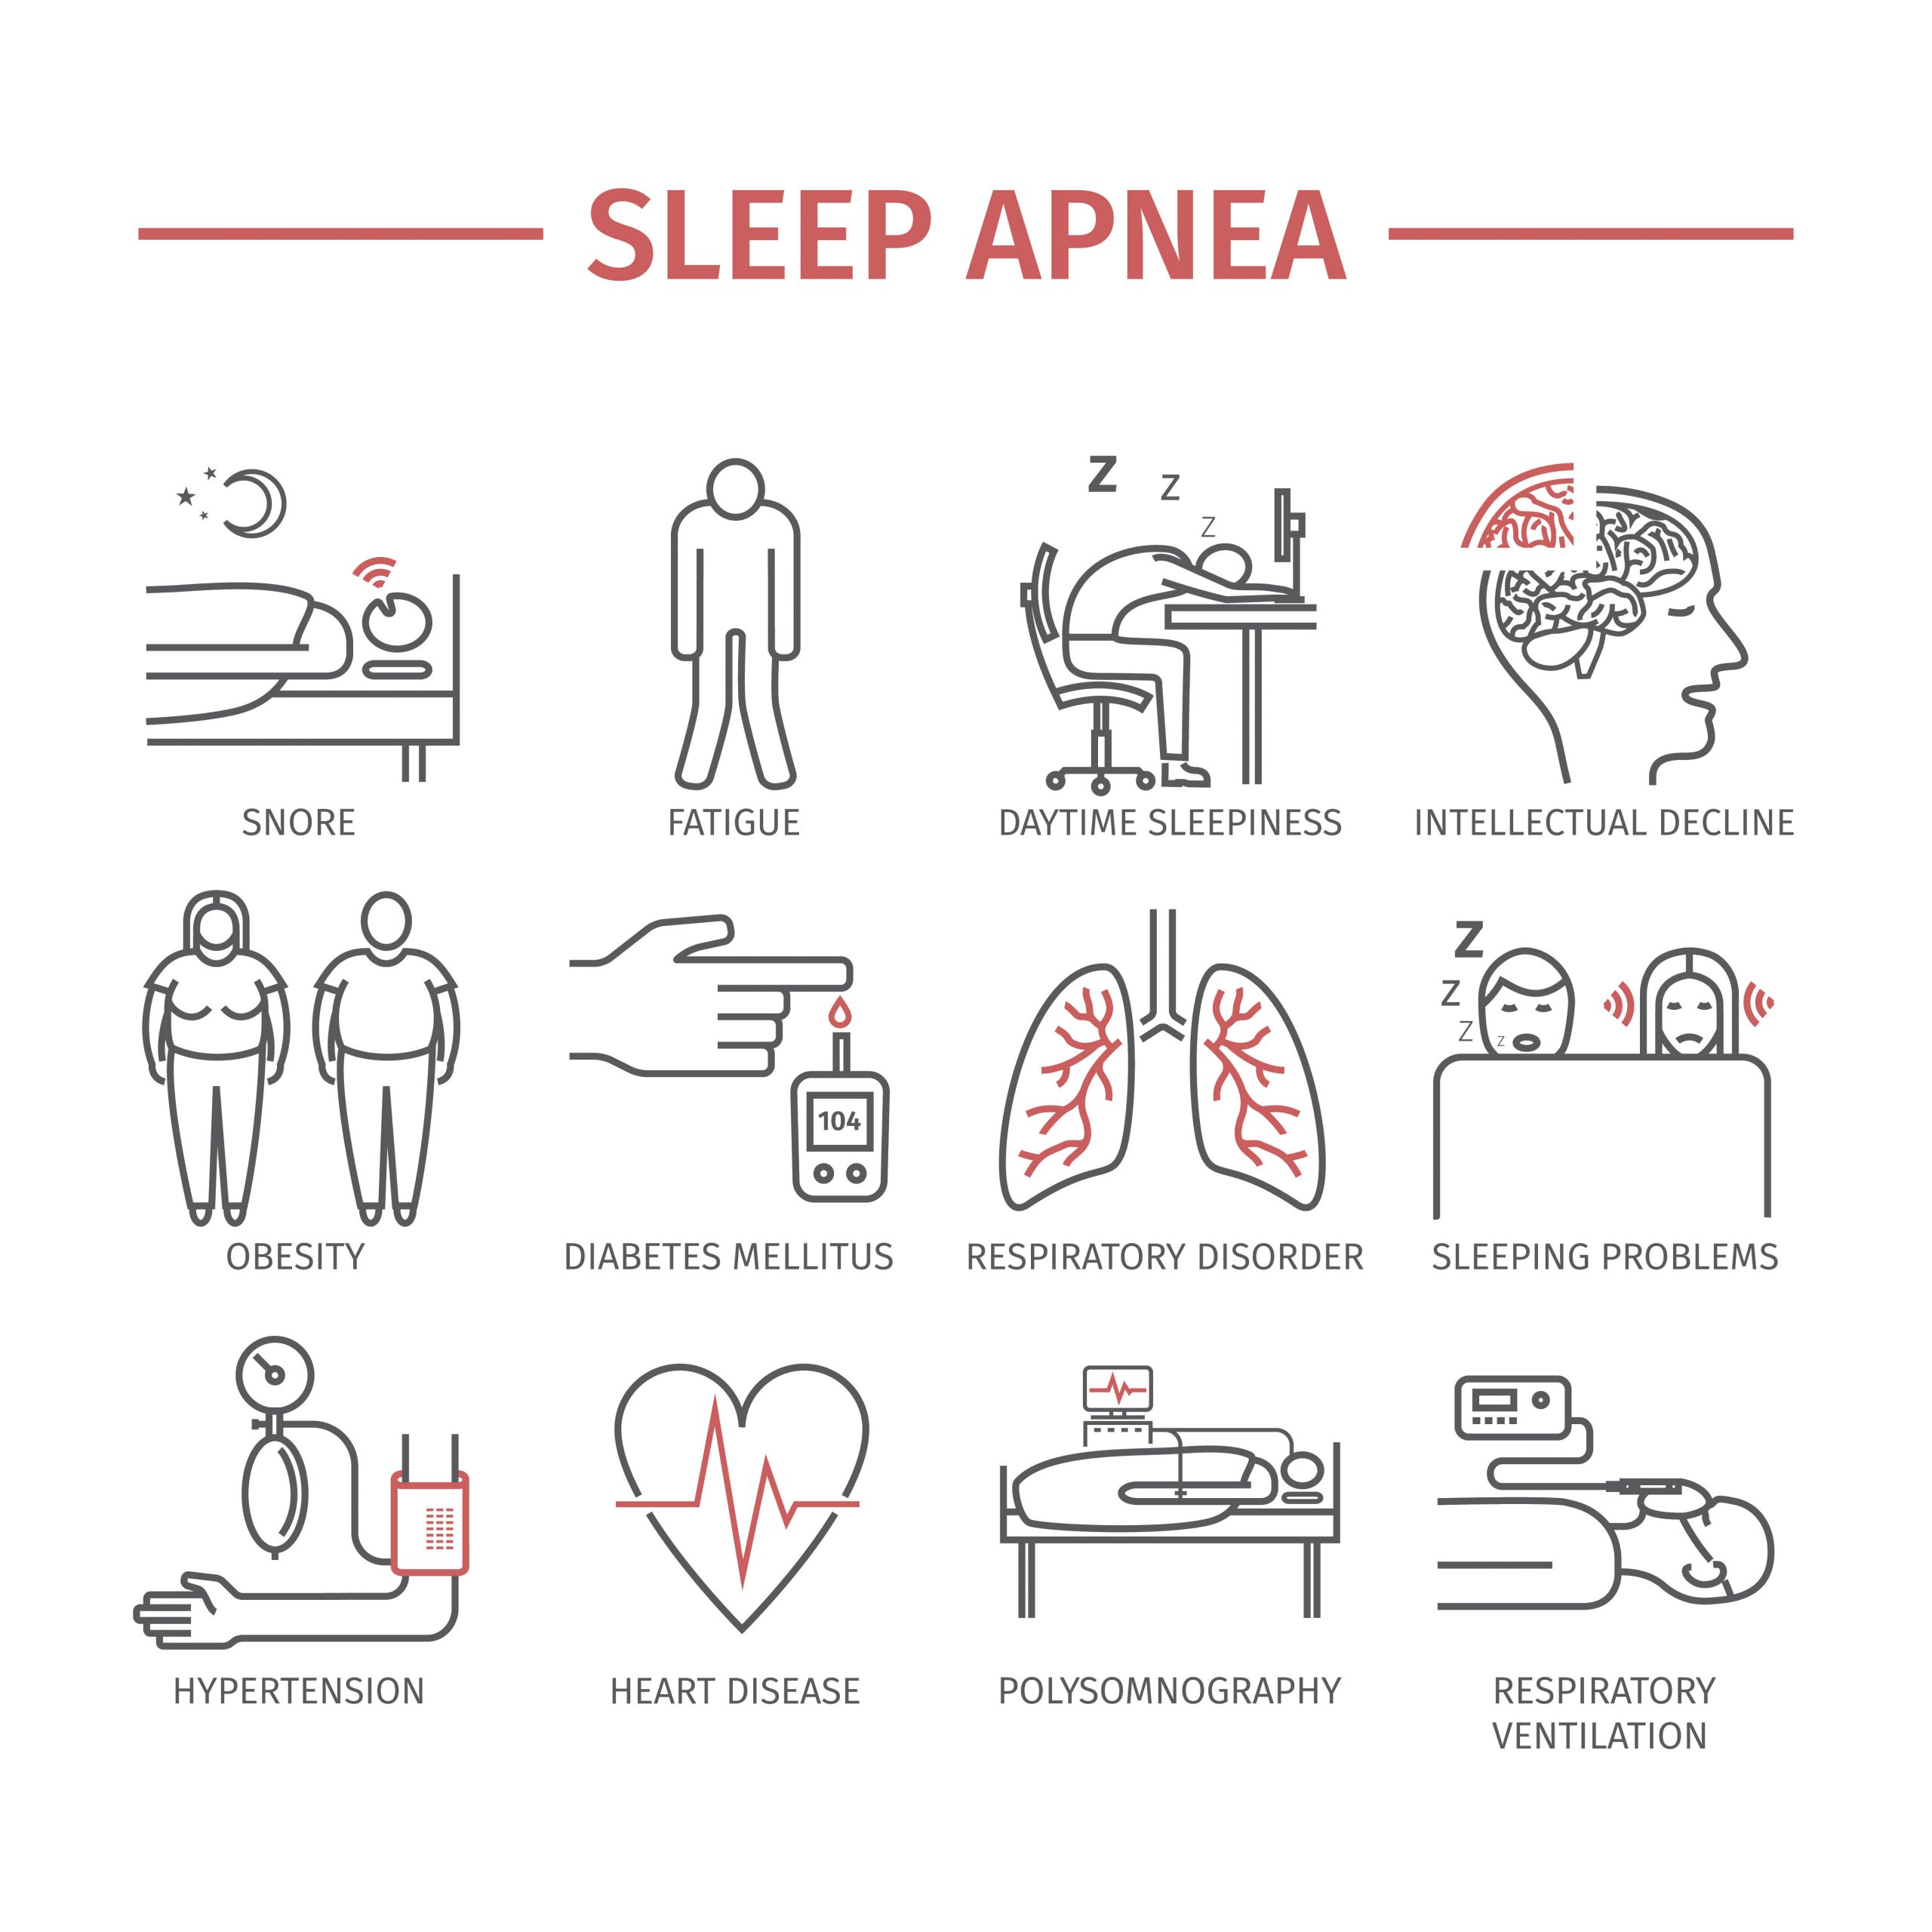 SLEEP APNEA
Z
Z
Z
SNORE
FATIGUE
DAYTIME SLEEPINESS
INTELLECTUAL DECLINE
104
Z
Z
Z
Z
OBESITY
DIABETES MELLITUS
RESPIRATORY DISORDER
SLEEPING PROBLEMS
HYPERTENSION
HEART DISEASE
POLYSOMNOGRAPHY
RESPIRATORY
VENTILATION